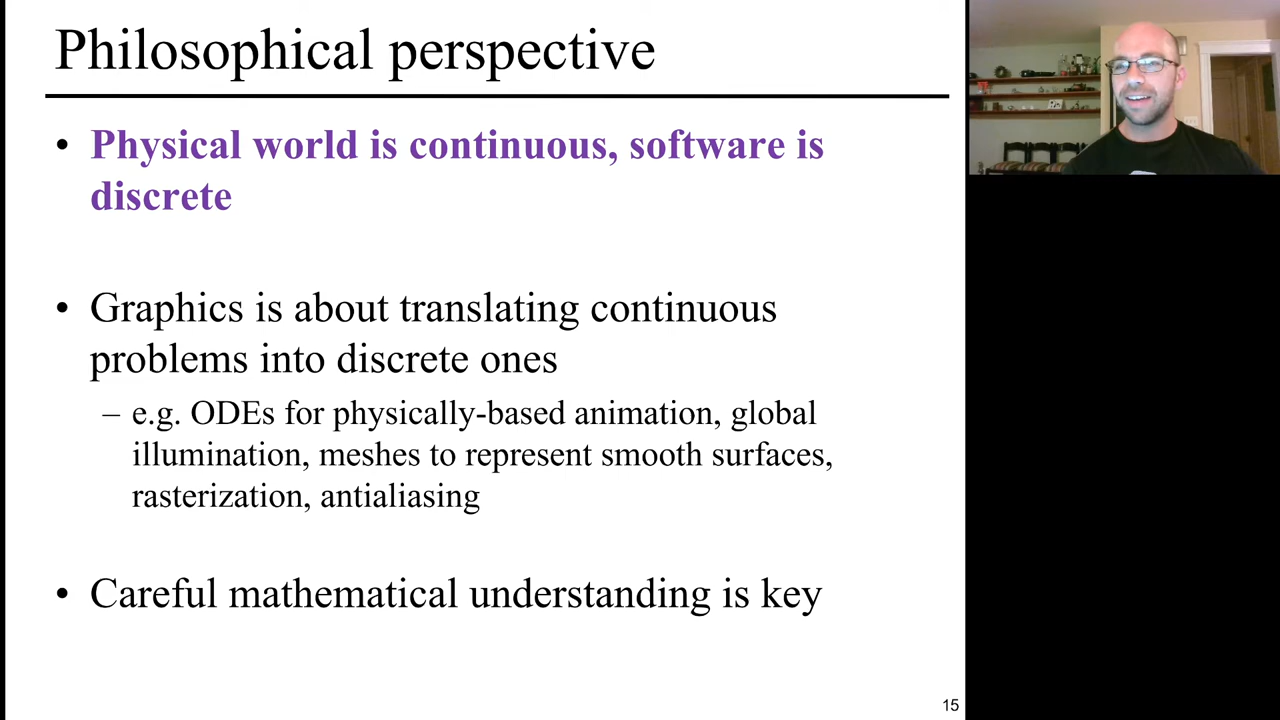 Philosophical perspective
• Physical world is continuous, software is
discrete
• Graphics is about translating continuous
problems into discrete ones
– e.g. ODEs for physically-based animation, global
illumination, meshes to represent smooth surfaces,
rasterization, antialiasing
• Careful mathematical understanding is key
15